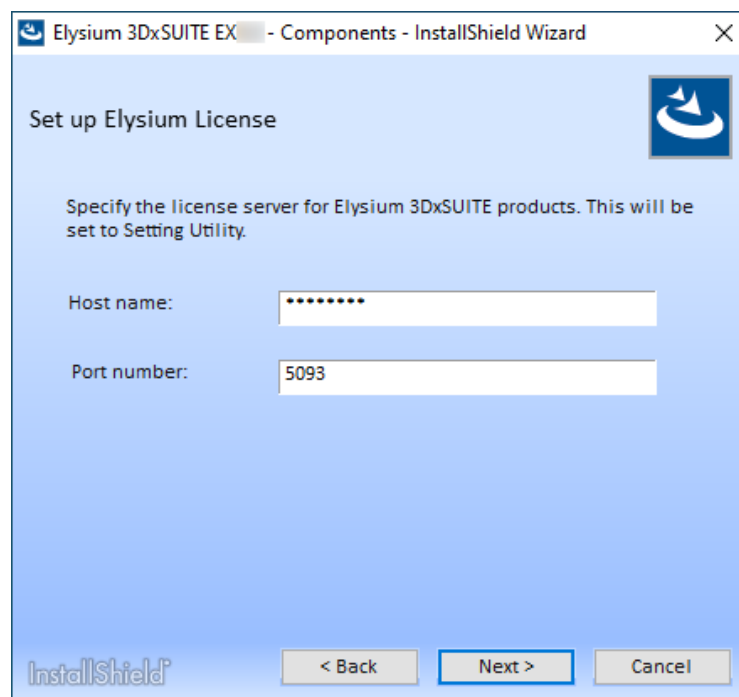 Elysium 3DxSUITE EX - Components - InstallShield Wizard
Set up Elysium License
Specify the license server for Elysium 3DxSUITE products. This will be
set to Setting Utility.
Host name: ********
Port number: 5093
InstallShield
< Back Next > Cancel